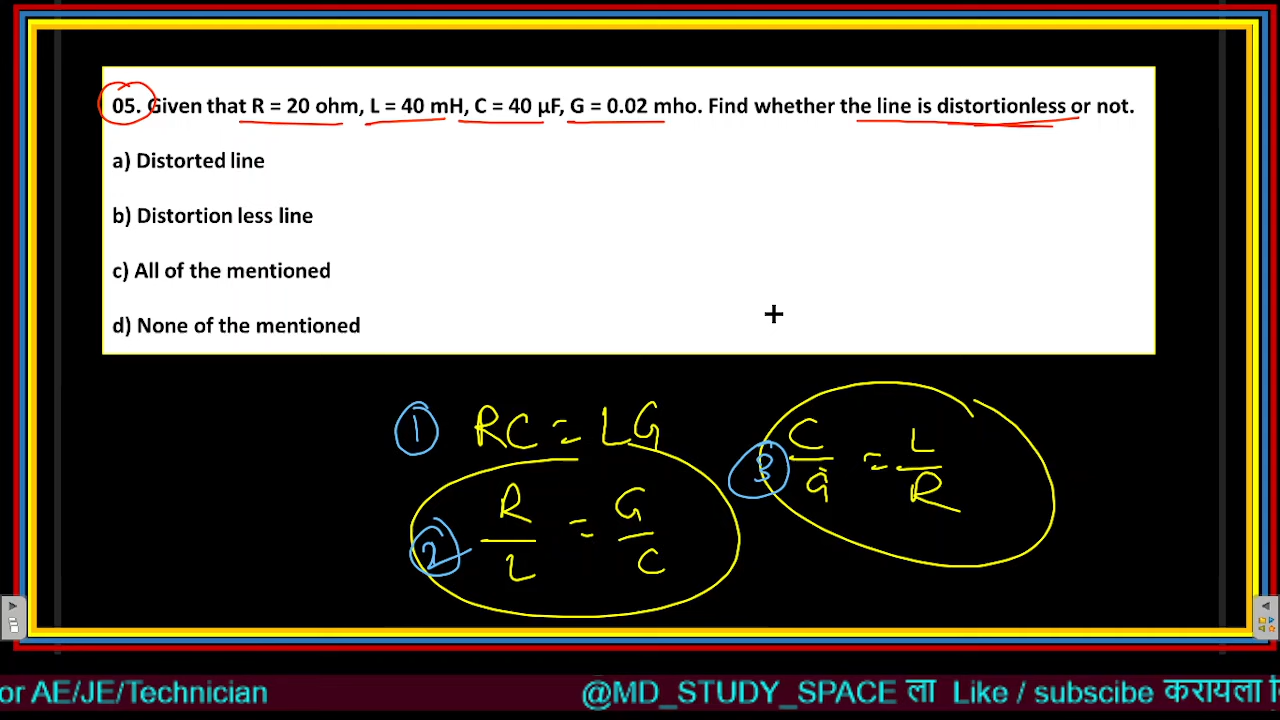 05. Given that R = 20 ohm, L = 40 mH, C = 40 µF, G = 0.02 mho. Find whether the line is distortionless or not.
a) Distorted line
b) Distortion less line
c) All of the mentioned
d) None of the mentioned
① RC = LG
② R/L = G/C
③ C/G = L/R
or AE/JE/Technician @MD_STUDY_SPACE ला Like / subscibe करायला